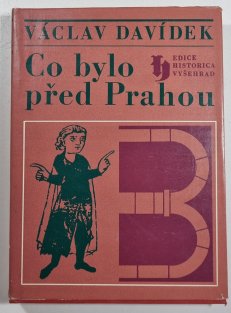 VÁCLAV DAVÍDEK
Co bylo
před Prahou
EDICE
HISTORICA
VYŠEHRAD